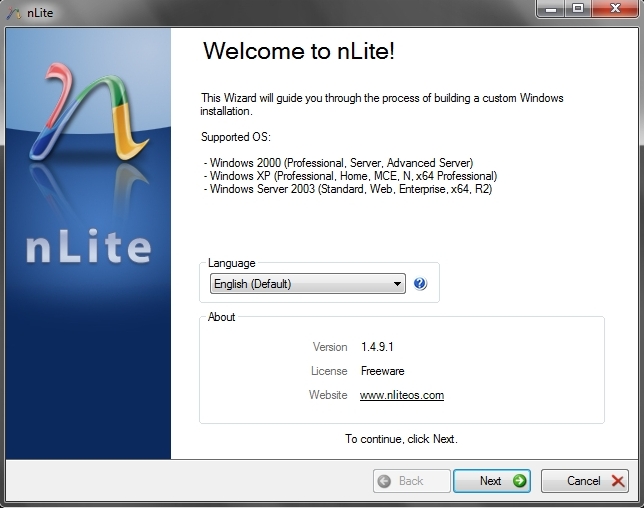 nLite
Welcome to nLite!
This Wizard will guide you through the process of building a custom Windows
installation.
Supported OS:
- Windows 2000 (Professional, Server, Advanced Server)
- Windows XP (Professional, Home, MCE, N, x64 Professional)
- Windows Server 2003 (Standard, Web, Enterprise, x64, R2)
nLite
Language
English (Default)
?
About
Version 1.4.9.1
License Freeware
Website www.nliteos.com
To continue, click Next.
Back Next Cancel